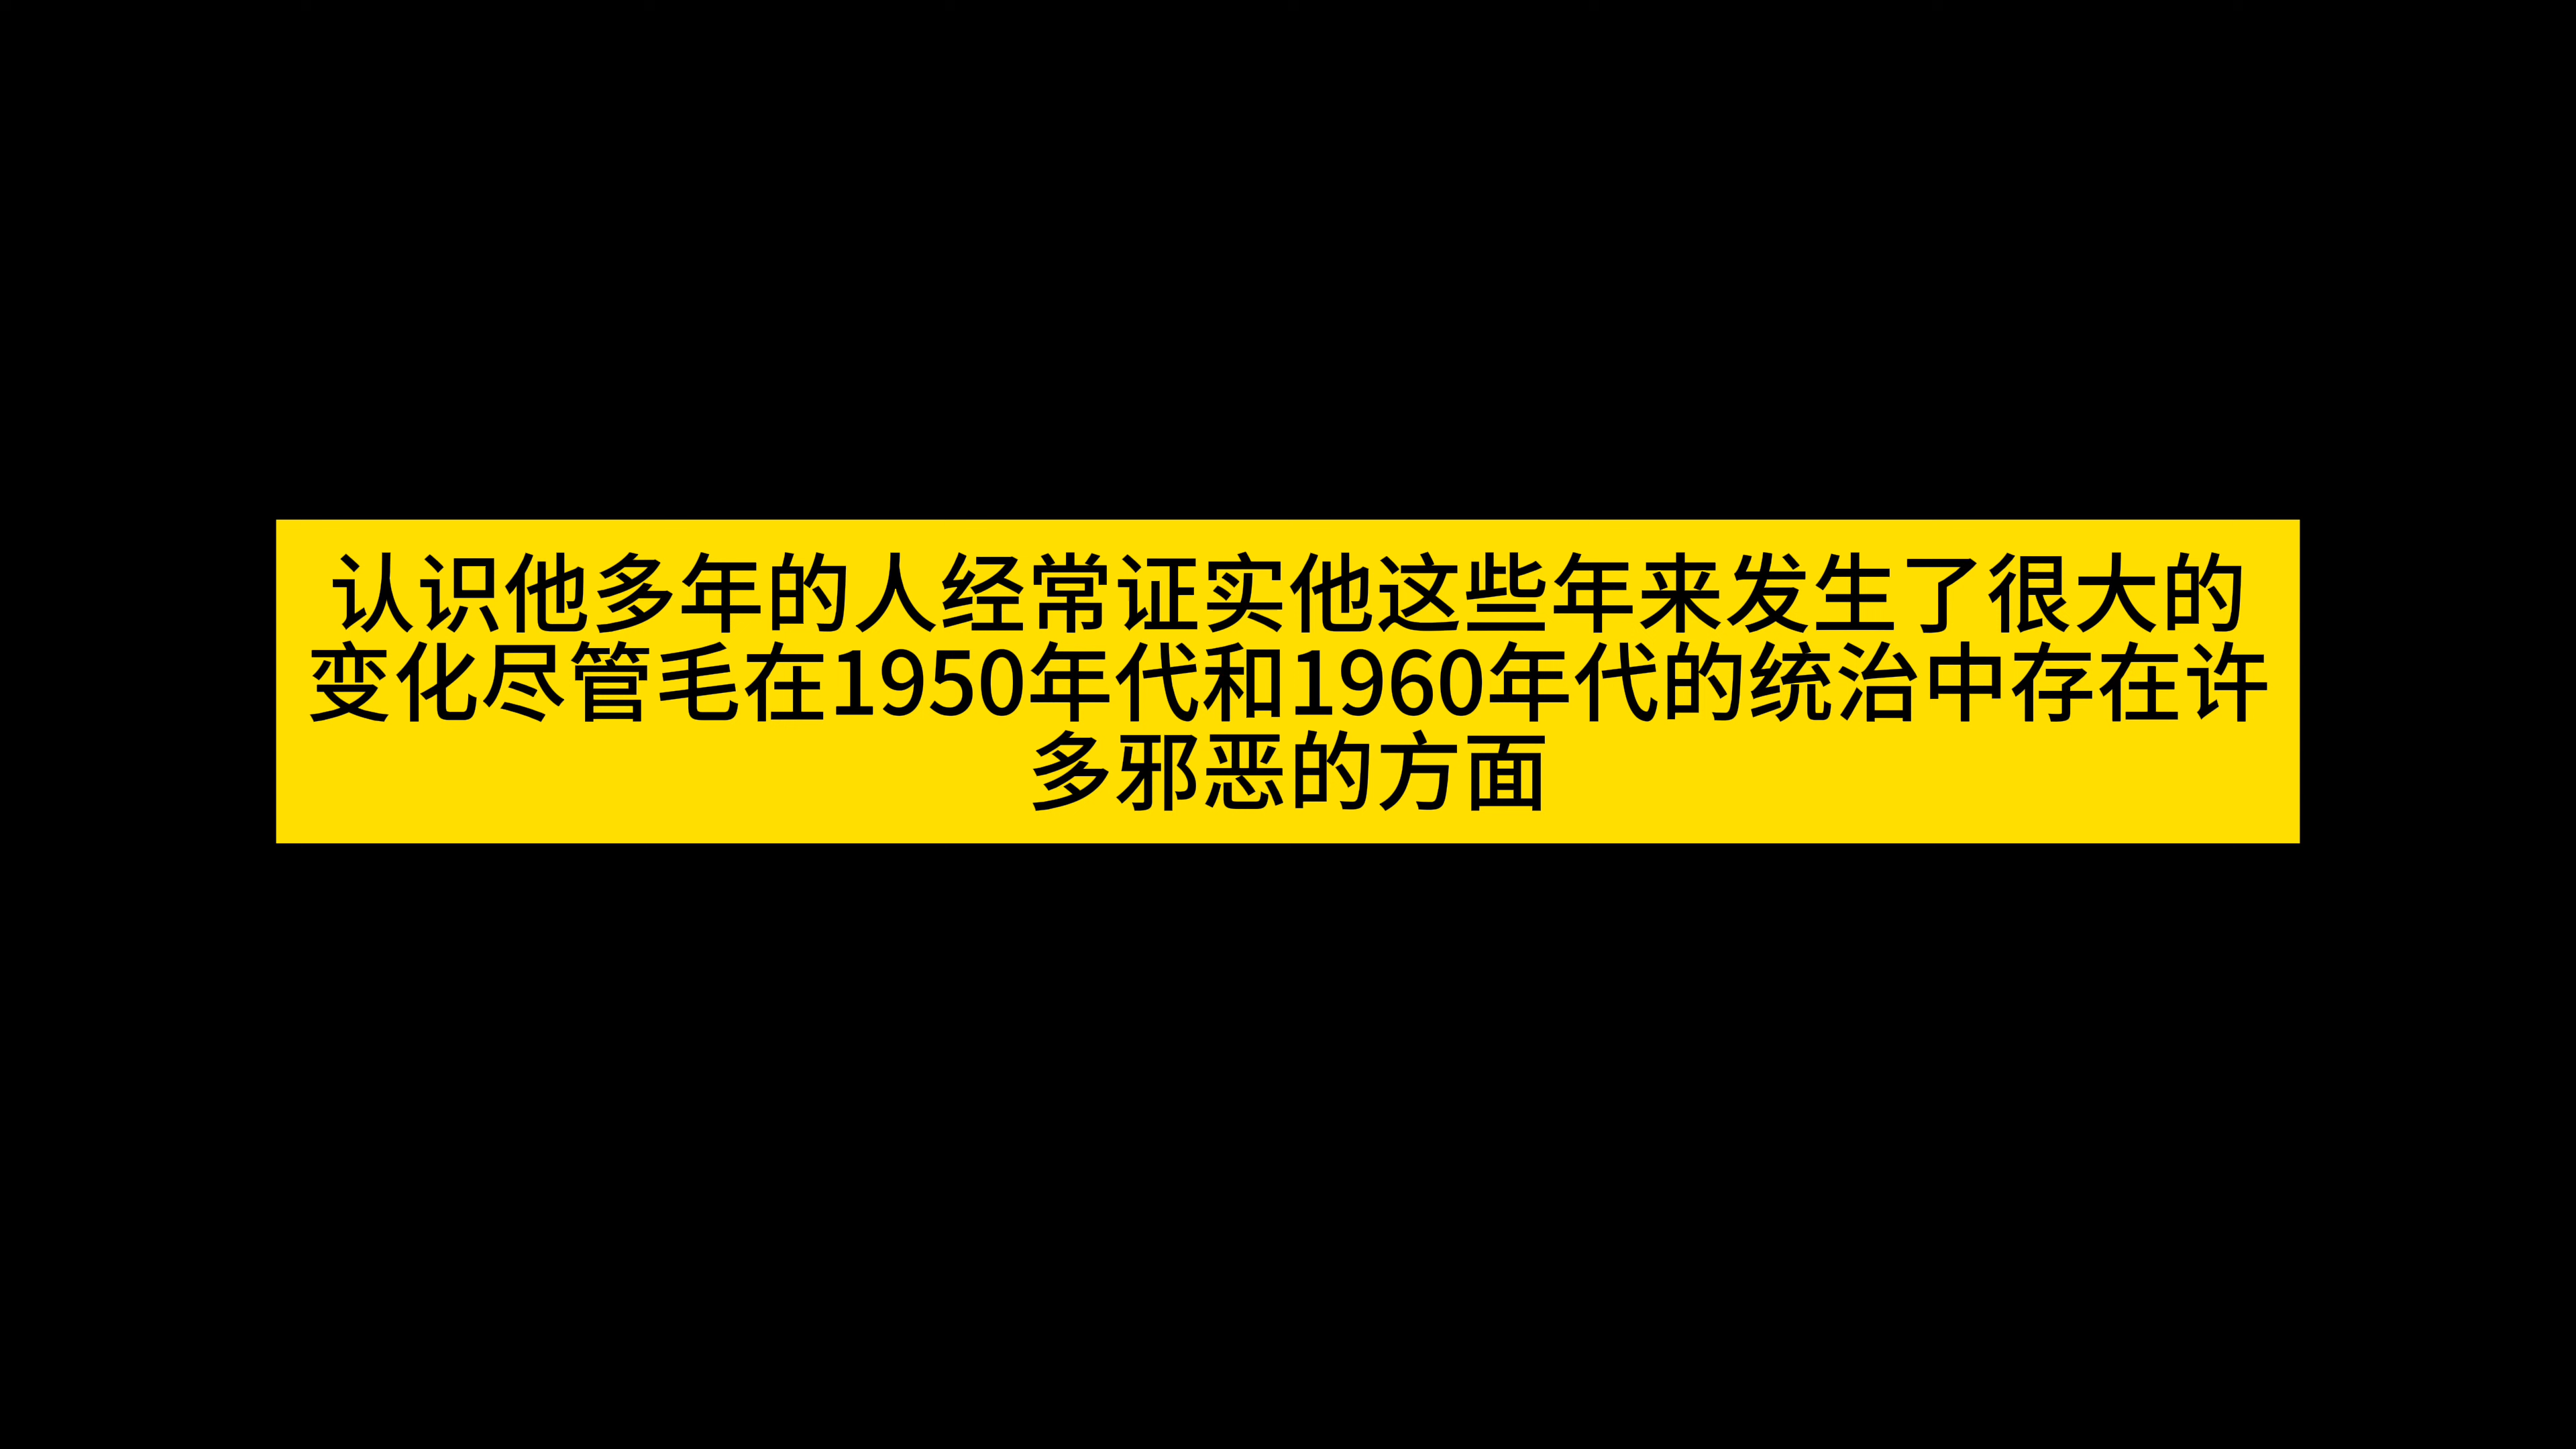 认识他多年的人经常证实他这些年来发生了很大的
变化尽管毛在1950年代和1960年代的统治中存在许
多邪恶的方面